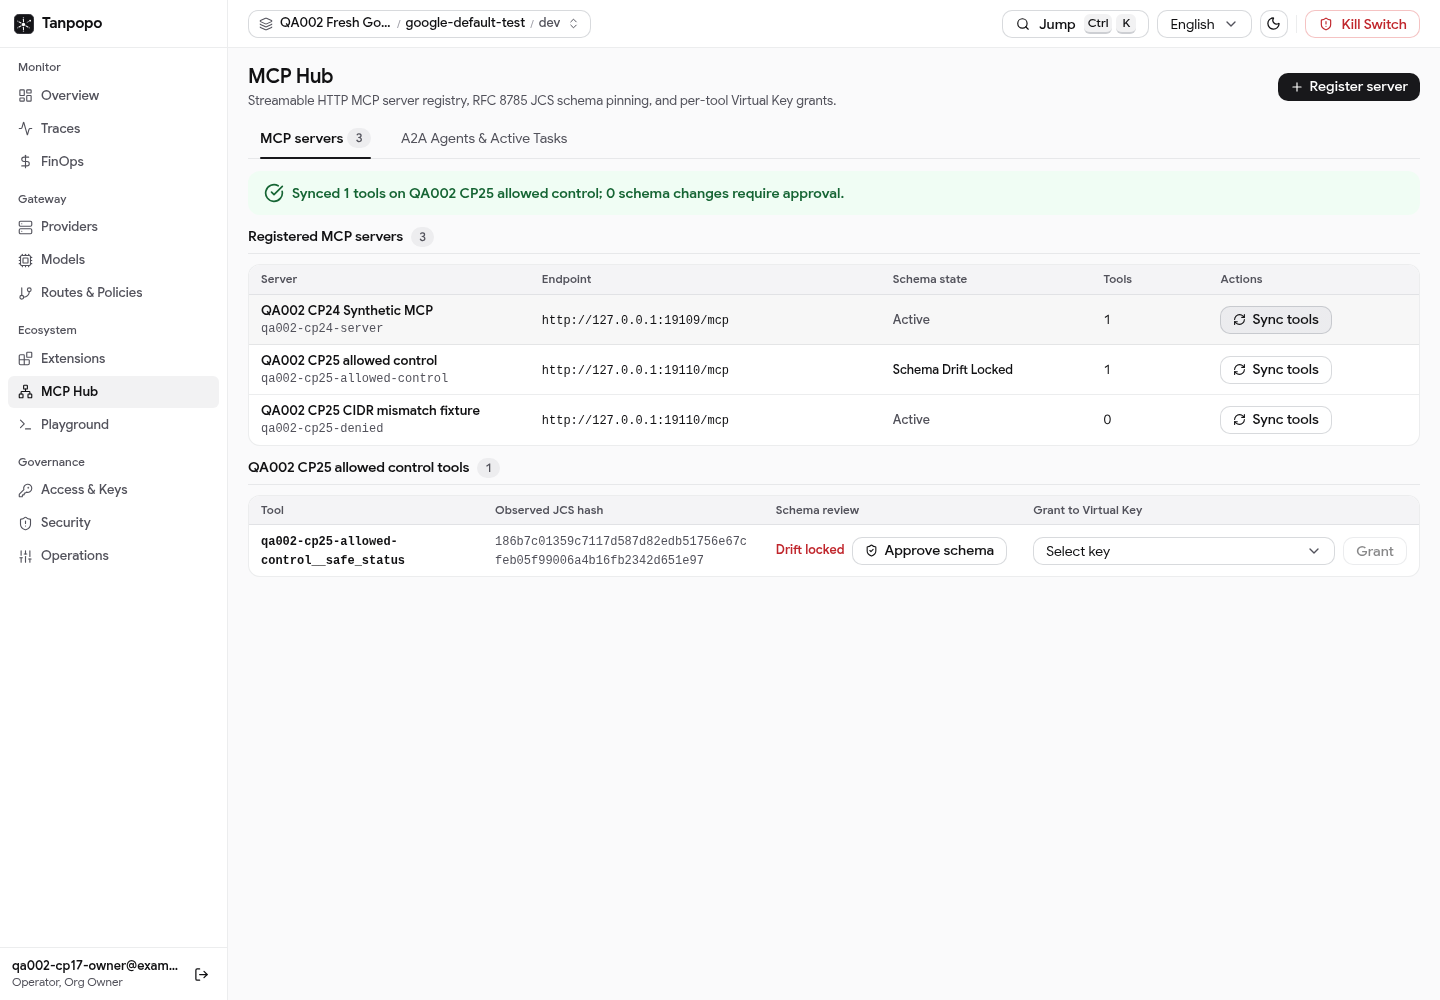 Tanpopo
QA002 Fresh Go... / google-default-test / dev
Jump Ctrl K
English
Kill Switch
Monitor
Overview
Traces
FinOps
Gateway
Providers
Models
Routes & Policies
Ecosystem
Extensions
MCP Hub
Playground
Governance
Access & Keys
Security
Operations
qa002-cp17-owner@exam...
Operator, Org Owner
MCP Hub
Streamable HTTP MCP server registry, RFC 8785 JCS schema pinning, and per-tool Virtual Key grants.
+ Register server
MCP servers 3 A2A Agents & Active Tasks
Synced 1 tools on QA002 CP25 allowed control; 0 schema changes require approval.
Registered MCP servers 3
Server Endpoint Schema state Tools Actions
QA002 CP24 Synthetic MCP
qa002-cp24-server
http://127.0.0.1:19109/mcp Active 1 Sync tools
QA002 CP25 allowed control
qa002-cp25-allowed-control
http://127.0.0.1:19110/mcp Schema Drift Locked 1 Sync tools
QA002 CP25 CIDR mismatch fixture
qa002-cp25-denied
http://127.0.0.1:19110/mcp Active 0 Sync tools
QA002 CP25 allowed control tools 1
Tool Observed JCS hash Schema review Grant to Virtual Key
qa002-cp25-allowed-
control__safe_status
186b7c01359c7117d587d82edb51756e67c
feb05f99006a4b16fb2342d651e97
Drift locked Approve schema Select key Grant